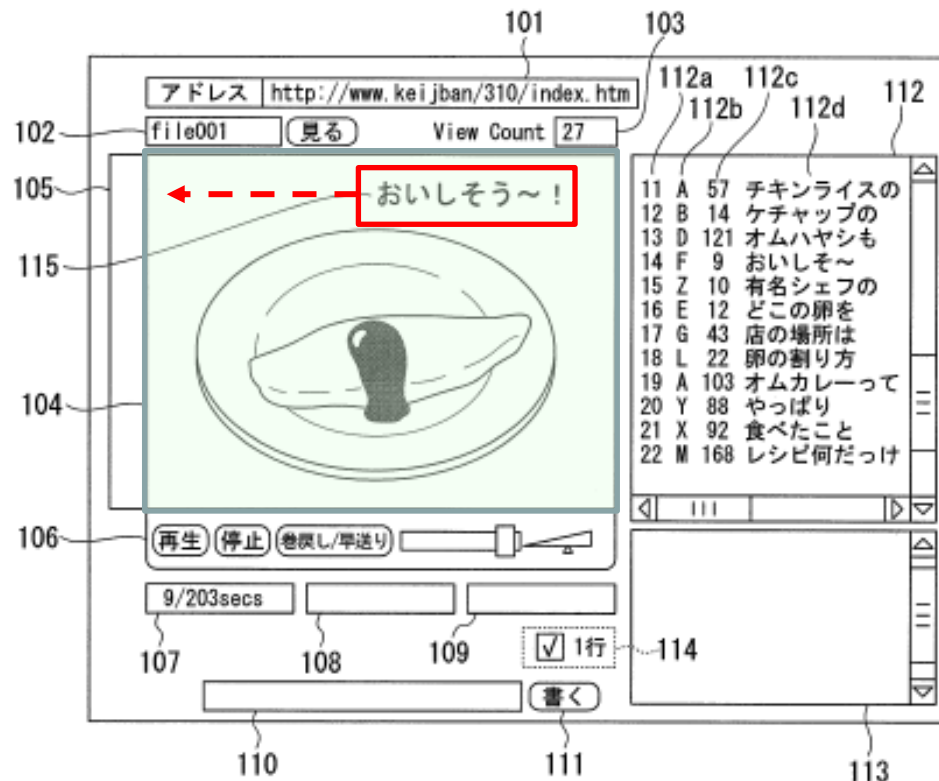 101
103
アドレス http://www.keijban/310/index.htm
102
file001 見る View Count 27
112a 112c 112
112b 112d
105
おいしそう～！
115
11 A 57 チキンライスの
12 B 14 ケチャップの
13 D 121 オムハヤシも
14 F 9 おいしそ～
15 Z 10 有名シェフの
16 E 12 どこの卵を
17 G 43 店の場所は
18 L 22 卵の割り方
19 A 103 オムカレーって
20 Y 88 やっぱり
21 X 92 食べたこと
22 M 168 レシピ何だっけ
104
106
再生 停止 巻戻し/早送り
9/203secs
107 108 109
✓ 1行 114
書く
110 111 113